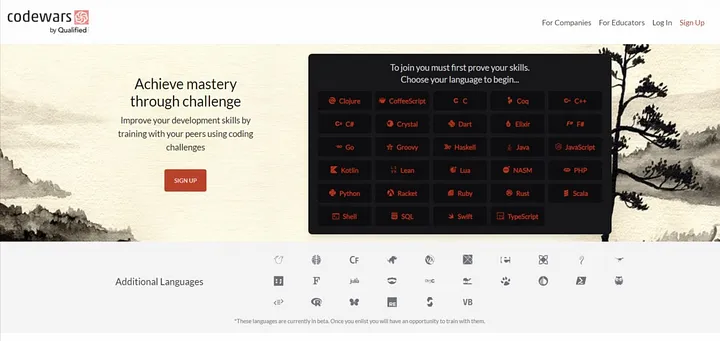 codewars
by Qualified
For Companies For Educators Log In Sign Up
Achieve mastery
through challenge
Improve your development skills by
training with your peers using coding
challenges
SIGN UP
To join you must first prove your skills.
Choose your language to begin...
Clojure CoffeeScript C Coq C++
C# Crystal Dart Elixir F#
Go Groovy Haskell Java JavaScript
Kotlin Lean Lua NASM PHP
Python Racket Ruby Rust Scala
Shell SQL Swift TypeScript
Additional Languages
CF
F julia
R
VB
*These languages are currently in beta. Once you enlist you will have an opportunity to train with them.